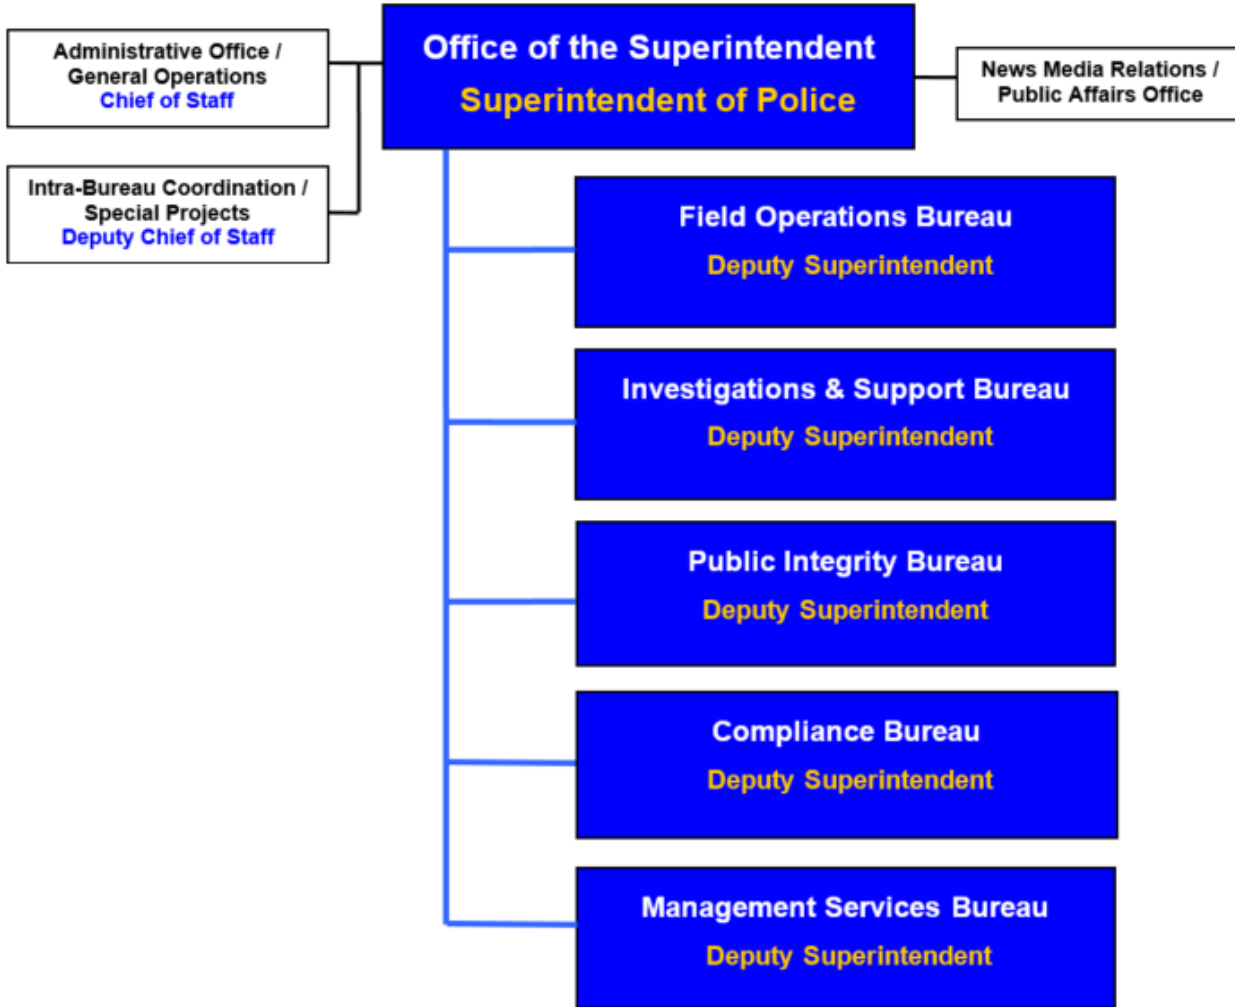 Administrative Office /
General Operations
Chief of Staff
Intra-Bureau Coordination /
Special Projects
Deputy Chief of Staff
Office of the Superintendent
Superintendent of Police
News Media Relations /
Public Affairs Office
Field Operations Bureau
Deputy Superintendent
Investigations & Support Bureau
Deputy Superintendent
Public Integrity Bureau
Deputy Superintendent
Compliance Bureau
Deputy Superintendent
Management Services Bureau
Deputy Superintendent